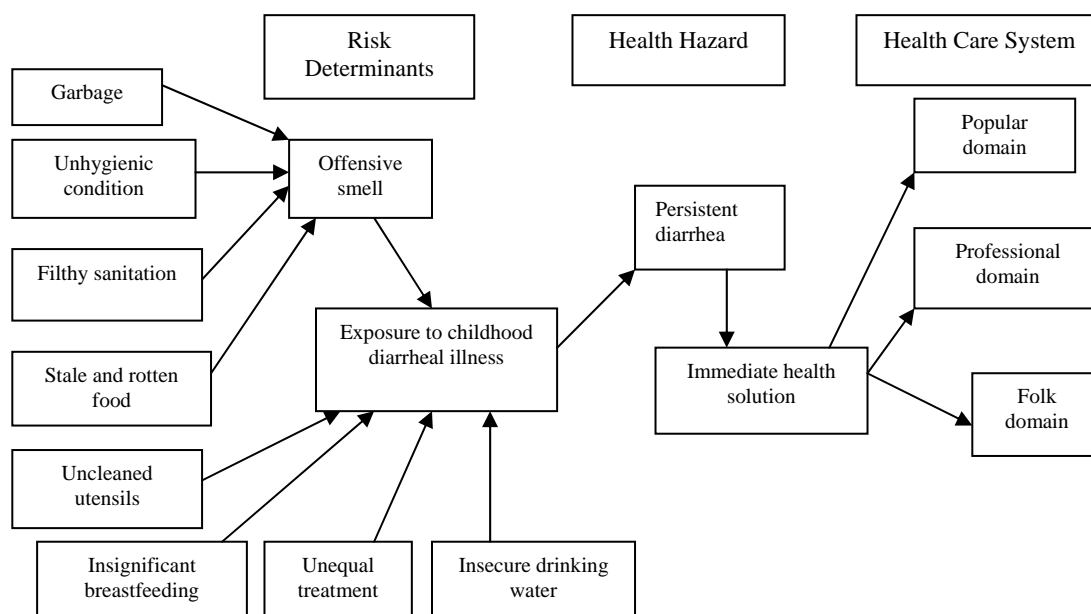 Risk
Determinants
Health Hazard
Health Care System
Garbage
Unhygienic
condition
Filthy sanitation
Stale and rotten
food
Uncleaned
utensils
Insignificant
breastfeeding
Unequal
treatment
Insecure drinking
water
Offensive
smell
Exposure to childhood
diarrheal illness
Persistent
diarrhea
Immediate health
solution
Popular
domain
Professional
domain
Folk
domain